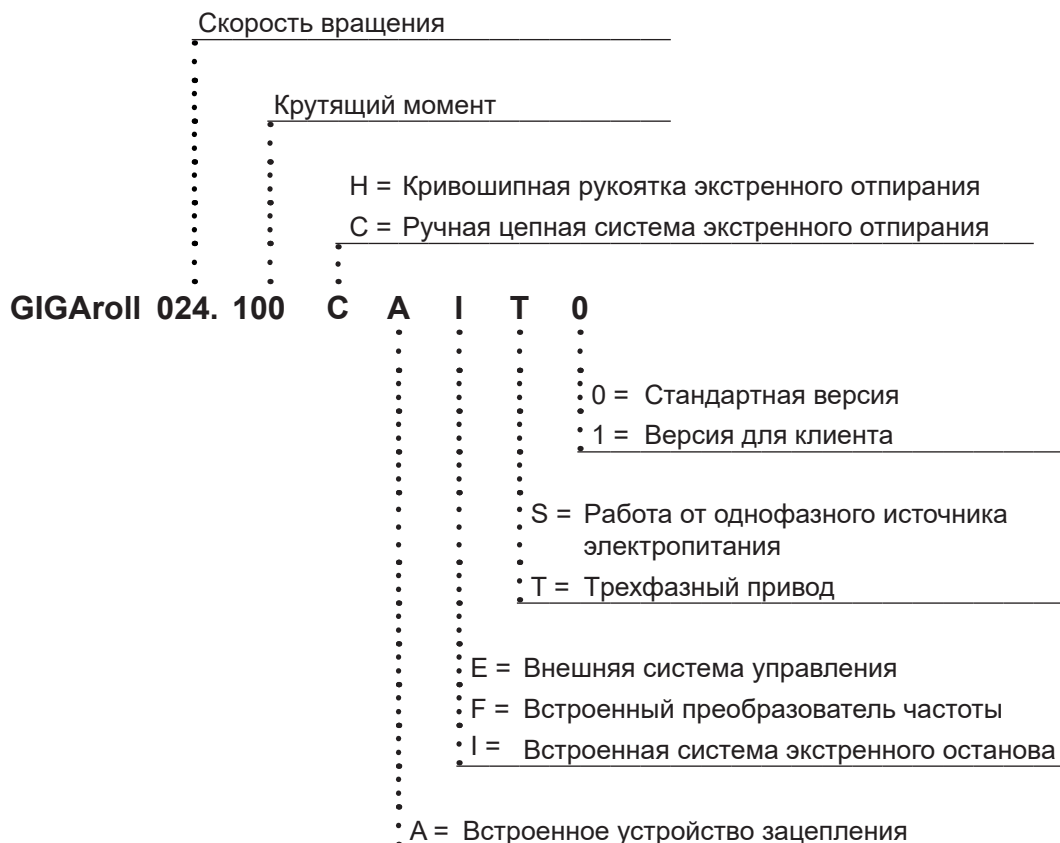 Скорость вращения
Крутящий момент
H = Кривошипная рукоятка экстренного отпирания
C = Ручная цепная система экстренного отпирания
GIGAroll 024. 100 C A I T 0
0 = Стандартная версия
1 = Версия для клиента
S = Работа от однофазного источника
электропитания
T = Трехфазный привод
E = Внешняя система управления
F = Встроенный преобразователь частоты
I = Встроенная система экстренного останова
A = Встроенное устройство зацепления